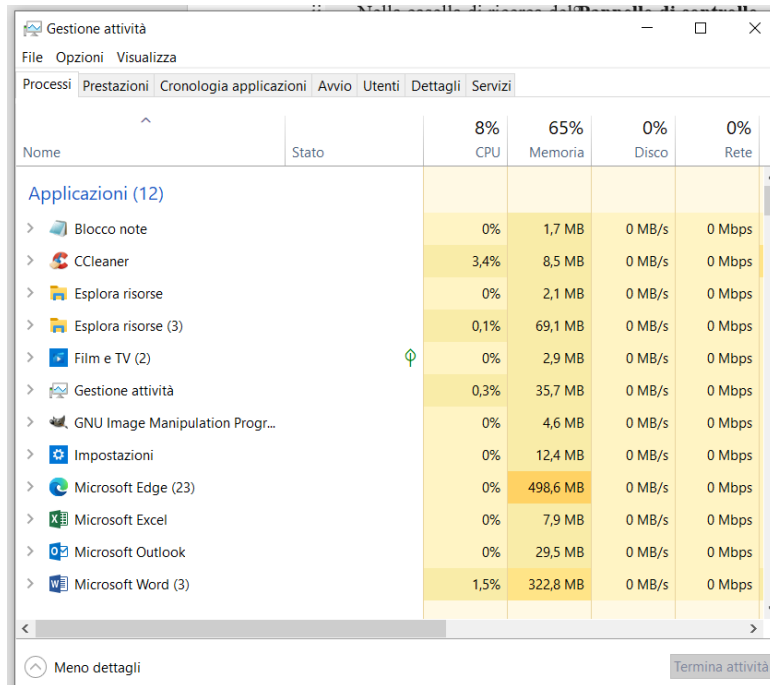 Gestione attività
File Opzioni Visualizza
Processi Prestazioni Cronologia applicazioni Avvio Utenti Dettagli Servizi
8% 65% 0% 0%
Nome Stato CPU Memoria Disco Rete
Applicazioni (12)
Blocco note 0% 1,7 MB 0 MB/s 0 Mbps
CCleaner 3,4% 8,5 MB 0 MB/s 0 Mbps
Esplora risorse 0% 2,1 MB 0 MB/s 0 Mbps
Esplora risorse (3) 0,1% 69,1 MB 0 MB/s 0 Mbps
Film e TV (2) 0% 2,9 MB 0 MB/s 0 Mbps
Gestione attività 0,3% 35,7 MB 0 MB/s 0 Mbps
GNU Image Manipulation Progr... 0% 4,6 MB 0 MB/s 0 Mbps
Impostazioni 0% 12,4 MB 0 MB/s 0 Mbps
Microsoft Edge (23) 0% 498,6 MB 0 MB/s 0 Mbps
Microsoft Excel 0% 7,9 MB 0 MB/s 0 Mbps
Microsoft Outlook 0% 29,5 MB 0 MB/s 0 Mbps
Microsoft Word (3) 1,5% 322,8 MB 0 MB/s 0 Mbps
Meno dettagli Termina attività